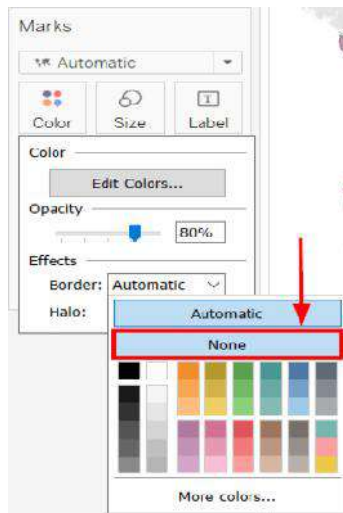 Marks
Automatic
Color Size Label
Color
Edit Colors...
Opacity
80%
Effects
Border: Automatic
Halo:
Automatic
None
More colors...